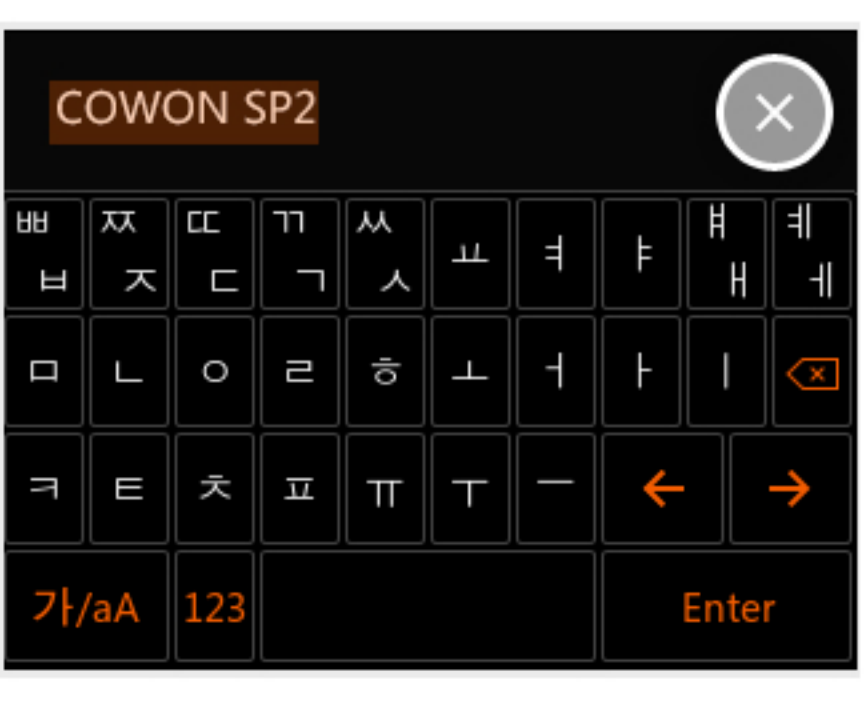 COWON SP2
ㅃ ㅉ ㄸ ㄲ ㅆ ㅒ ㅖ
ㅂ ㅈ ㄷ ㄱ ㅅ ㅛ ㅕ ㅑ ㅐ ㅔ
ㅁ ㄴ ㅇ ㄹ ㅎ ㅗ ㅓ ㅏ ㅣ
ㅋ ㅌ ㅊ ㅍ ㅠ ㅜ ㅡ ← →
가/aA 123 Enter